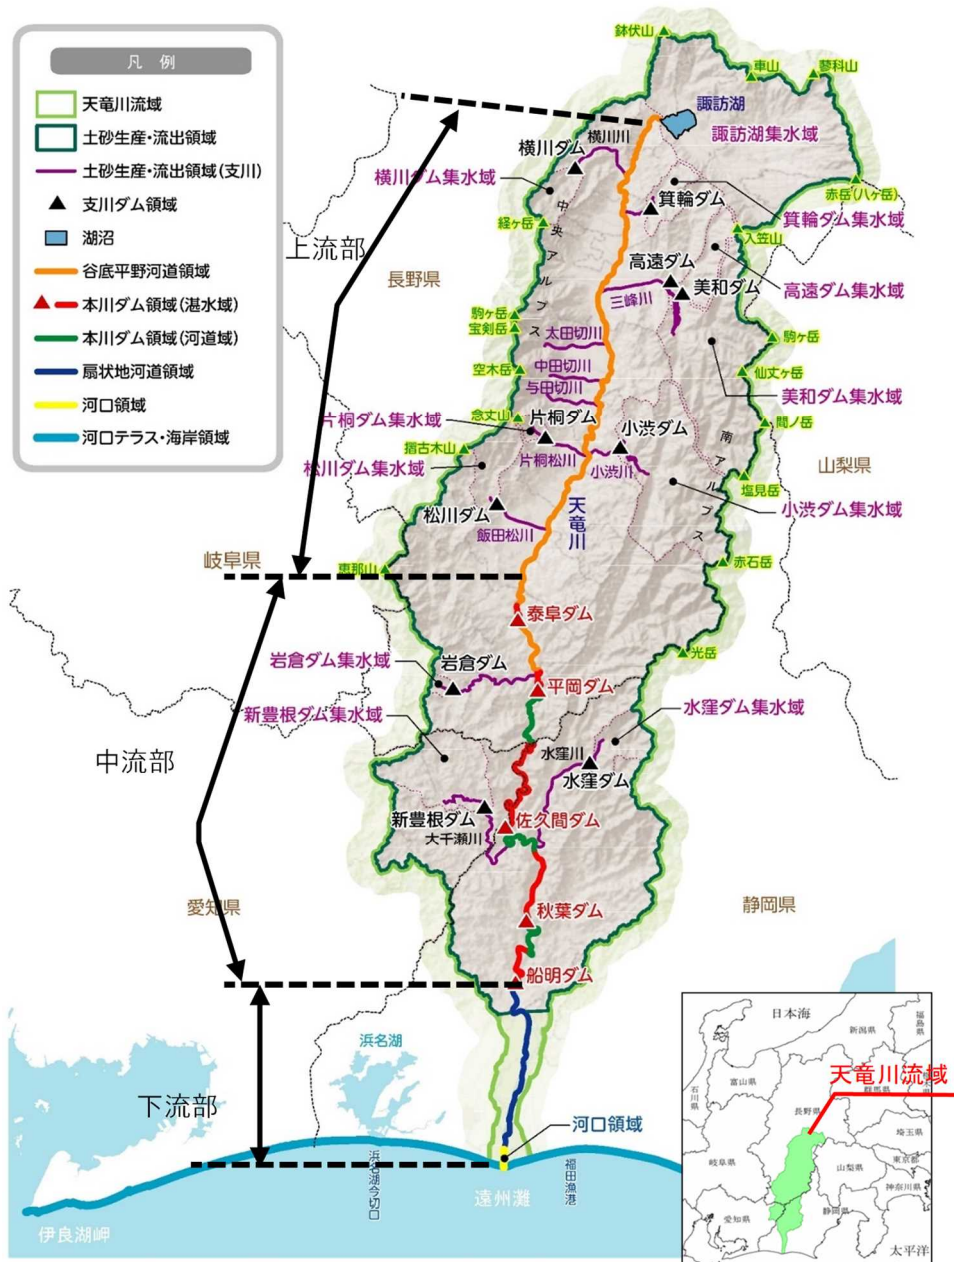 凡 例
天竜川流域
土砂生産・流出領域
土砂生産・流出領域(支川)
支川ダム領域
湖沼
谷底平野河道領域
本川ダム領域(湛水域)
本川ダム領域(河道域)
扇状地河道領域
河口領域
河口テラス・海岸領域
鉢伏山
車山
蓼科山
諏訪湖
諏訪湖集水域
横川川
横川ダム
横川ダム集水域
箕輪ダム
赤岳(八ヶ岳)
箕輪ダム集水域
経ヶ岳
中央アルプス
入笠山
上流部
長野県
高遠ダム
美和ダム
高遠ダム集水域
三峰川
駒ヶ岳
宝剣岳
太田切川
駒ヶ岳
空木岳
中田切川
仙丈ヶ岳
与田切川
美和ダム集水域
念丈山
片桐ダム集水域
片桐ダム
小渋ダム
間ノ岳
南アルプス
摺古木山
片桐松川
小渋川
松川ダム集水域
山梨県
塩見岳
小渋ダム集水域
松川ダム
天竜川
飯田松川
岐阜県
恵那山
赤石岳
泰阜ダム
光岳
岩倉ダム集水域
岩倉ダム
平岡ダム
新豊根ダム集水域
水窪ダム集水域
中流部
水窪川
水窪ダム
新豊根ダム
佐久間ダム
大千瀬川
愛知県
静岡県
秋葉ダム
船明ダム
浜名湖
下流部
河口領域
浜名湖今切口
福田漁港
遠州灘
伊良湖岬
日本海
新潟県
福島県
富山県
石川県
天竜川流域
群馬県
長野県
埼玉県
岐阜県
山梨県
東京都
神奈川県
愛知県
静岡県
太平洋